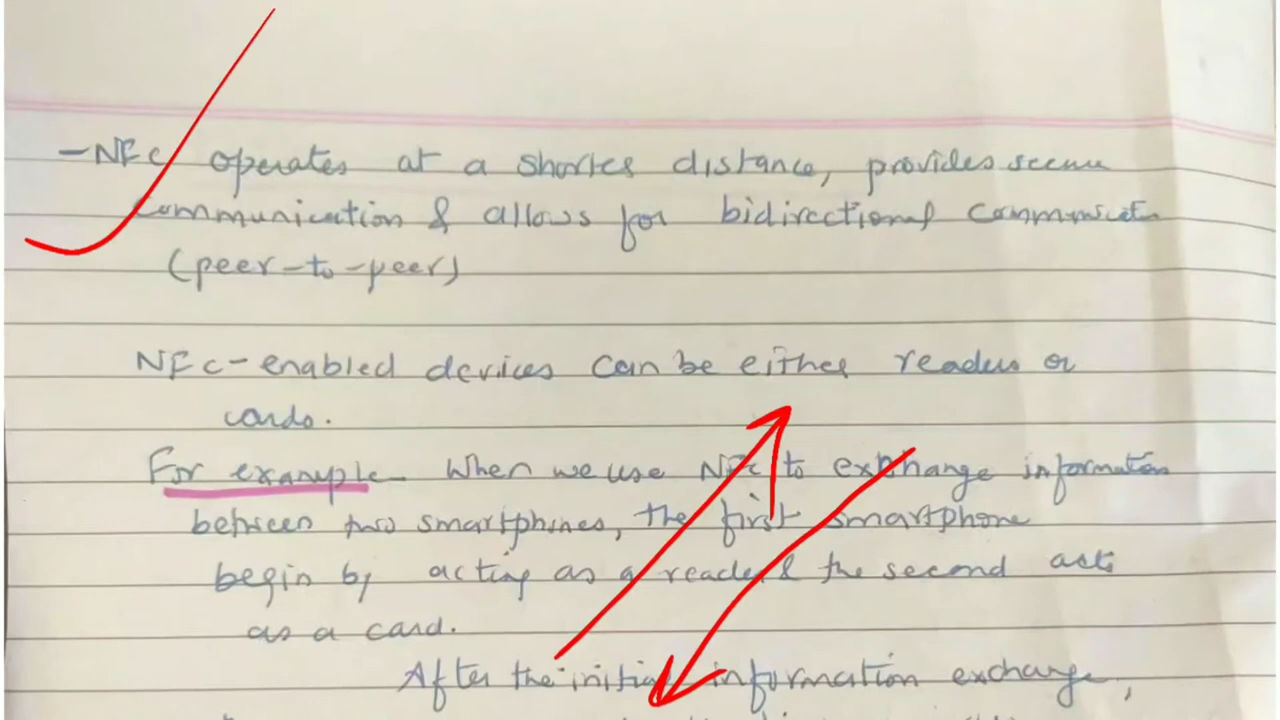 - NFC operates at a shorter distance, provides secure
communication & allows for bidirectional communicatn
(peer-to-peer)
NFC-enabled devices can be either readers or
cards.
For example - When we use NFC to exchange information
between two smartphones, the first smartphone
begin by acting as a reader & the second acts
as a card.
After the initial information exchange,